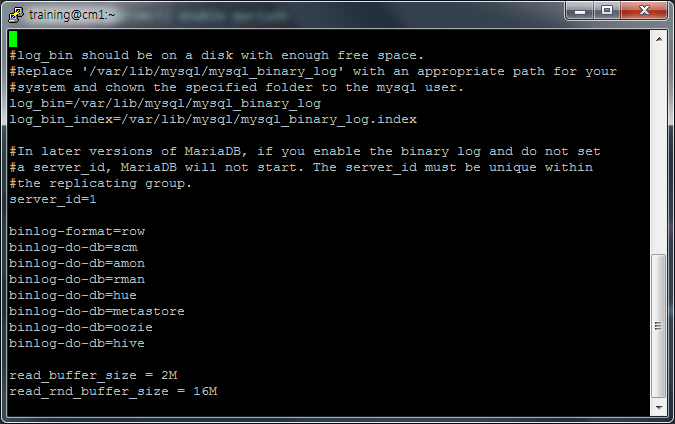 training@cm1:~
#log_bin should be on a disk with enough free space.
#Replace '/var/lib/mysql/mysql_binary_log' with an appropriate path for your
#system and chown the specified folder to the mysql user.
log_bin=/var/lib/mysql/mysql_binary_log
log_bin_index=/var/lib/mysql/mysql_binary_log.index
#In later versions of MariaDB, if you enable the binary log and do not set
#a server_id, MariaDB will not start. The server_id must be unique within
#the replicating group.
server_id=1
binlog-format=row
binlog-do-db=scm
binlog-do-db=amon
binlog-do-db=rman
binlog-do-db=hue
binlog-do-db=metastore
binlog-do-db=oozie
binlog-do-db=hive
read_buffer_size = 2M
read_rnd_buffer_size = 16M